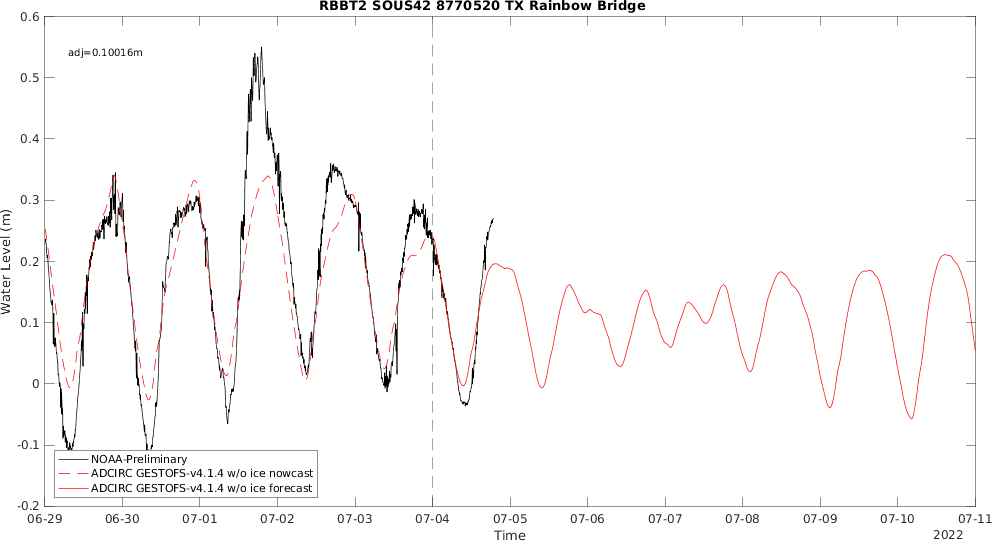 RBBT2 SOUS42 8770520 TX Rainbow Bridge
adj=0.10016m
0.6
0.5
0.4
0.3
0.2
0.1
0
-0.1
-0.2
Water Level (m)
NOAA-Preliminary
ADCIRC GESTOFS-v4.1.4 w/o ice nowcast
ADCIRC GESTOFS-v4.1.4 w/o ice forecast
06-29 06-30 07-01 07-02 07-03 07-04 07-05 07-06 07-07 07-08 07-09 07-10 07-11
Time
2022